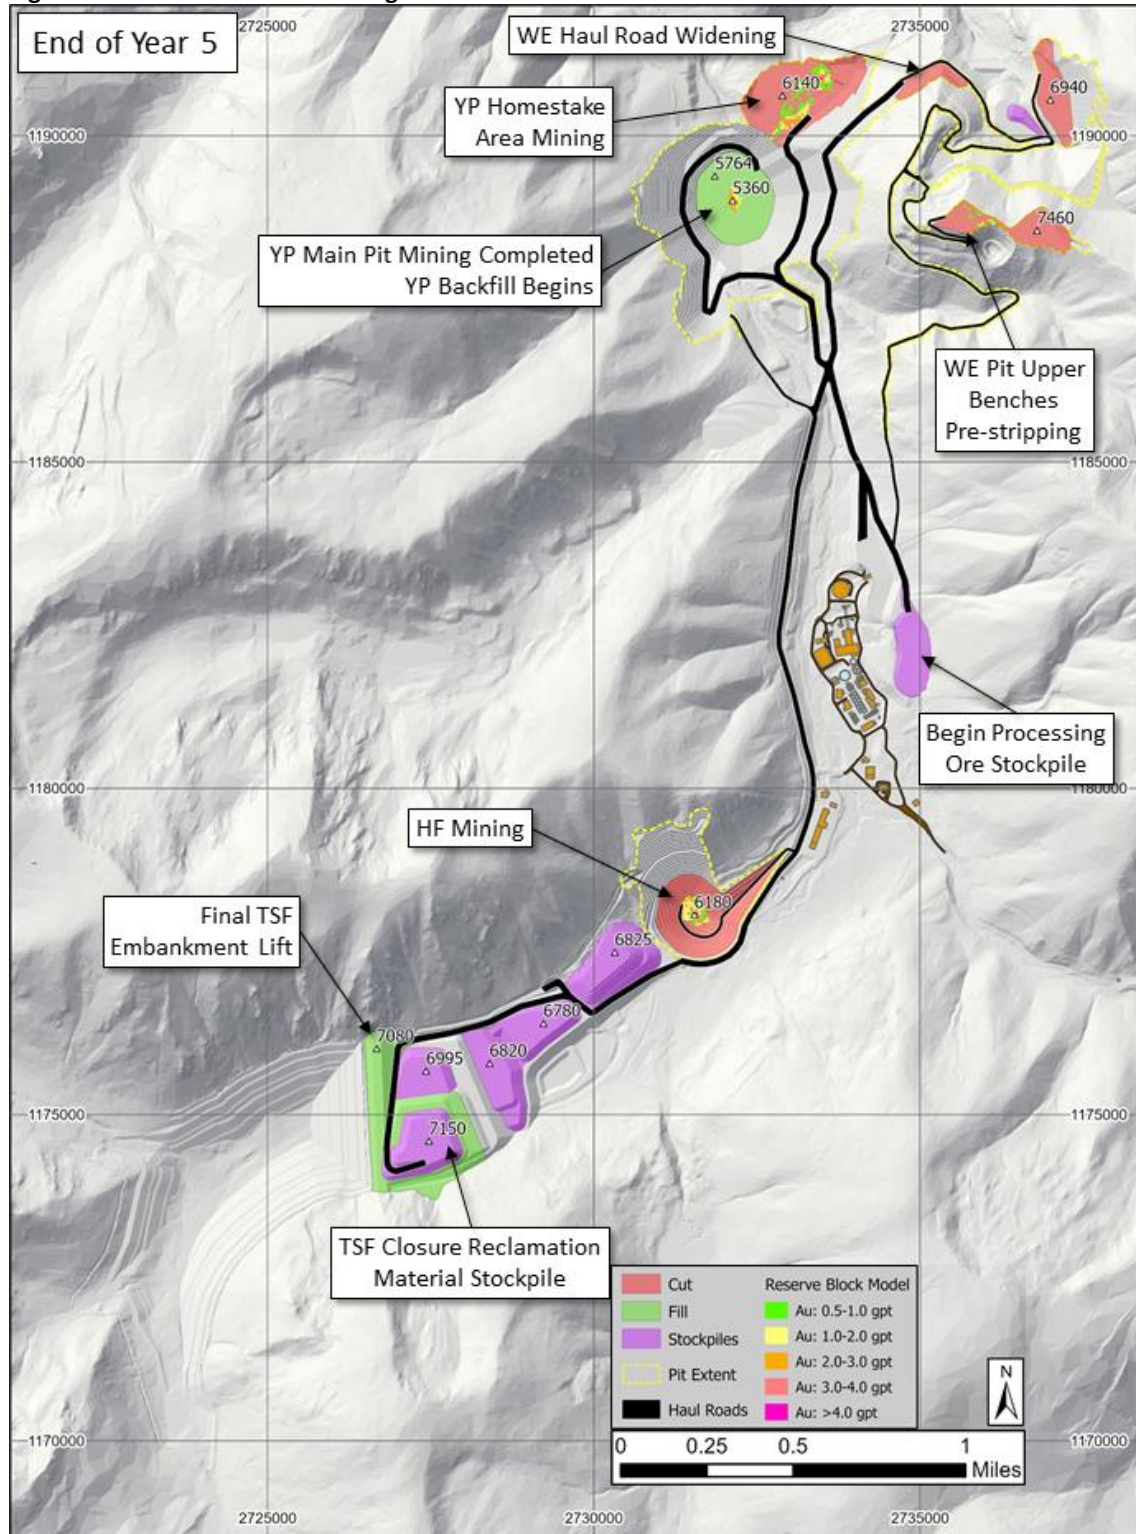 End of Year 5
2725000
2735000
WE Haul Road Widening
6140
6940
YP Homestake
Area Mining
1190000
1190000
5764
5360
7460
YP Main Pit Mining Completed
YP Backfill Begins
WE Pit Upper
Benches
Pre-stripping
1185000
1185000
Begin Processing
Ore Stockpile
1180000
1180000
HF Mining
6180
Final TSF
Embankment Lift
6825
6780
7080
6995
6820
1175000
1175000
7150
TSF Closure Reclamation
Material Stockpile
Cut
Fill
Stockpiles
Pit Extent
Haul Roads
Reserve Block Model
Au: 0.5-1.0 gpt
Au: 1.0-2.0 gpt
Au: 2.0-3.0 gpt
Au: 3.0-4.0 gpt
Au: >4.0 gpt
N
1170000
1170000
0 0.25 0.5 1
Miles
2725000
2730000
2735000